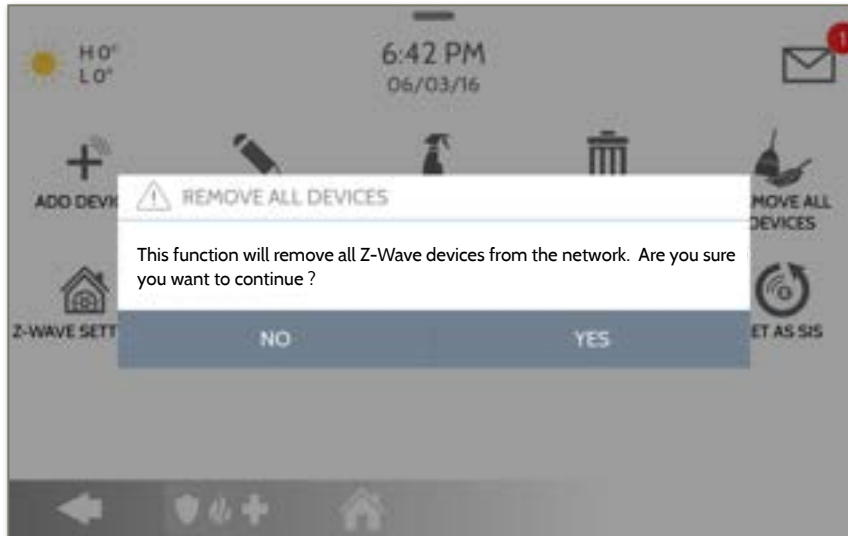 H 0°
L 0°
6:42 PM
06/03/16
1
ADD DEVIC
MOVE ALL
DEVICES
REMOVE ALL DEVICES
This function will remove all Z-Wave devices from the network. Are you sure
you want to continue ?
NO
YES
Z-WAVE SETT
ET AS SIS